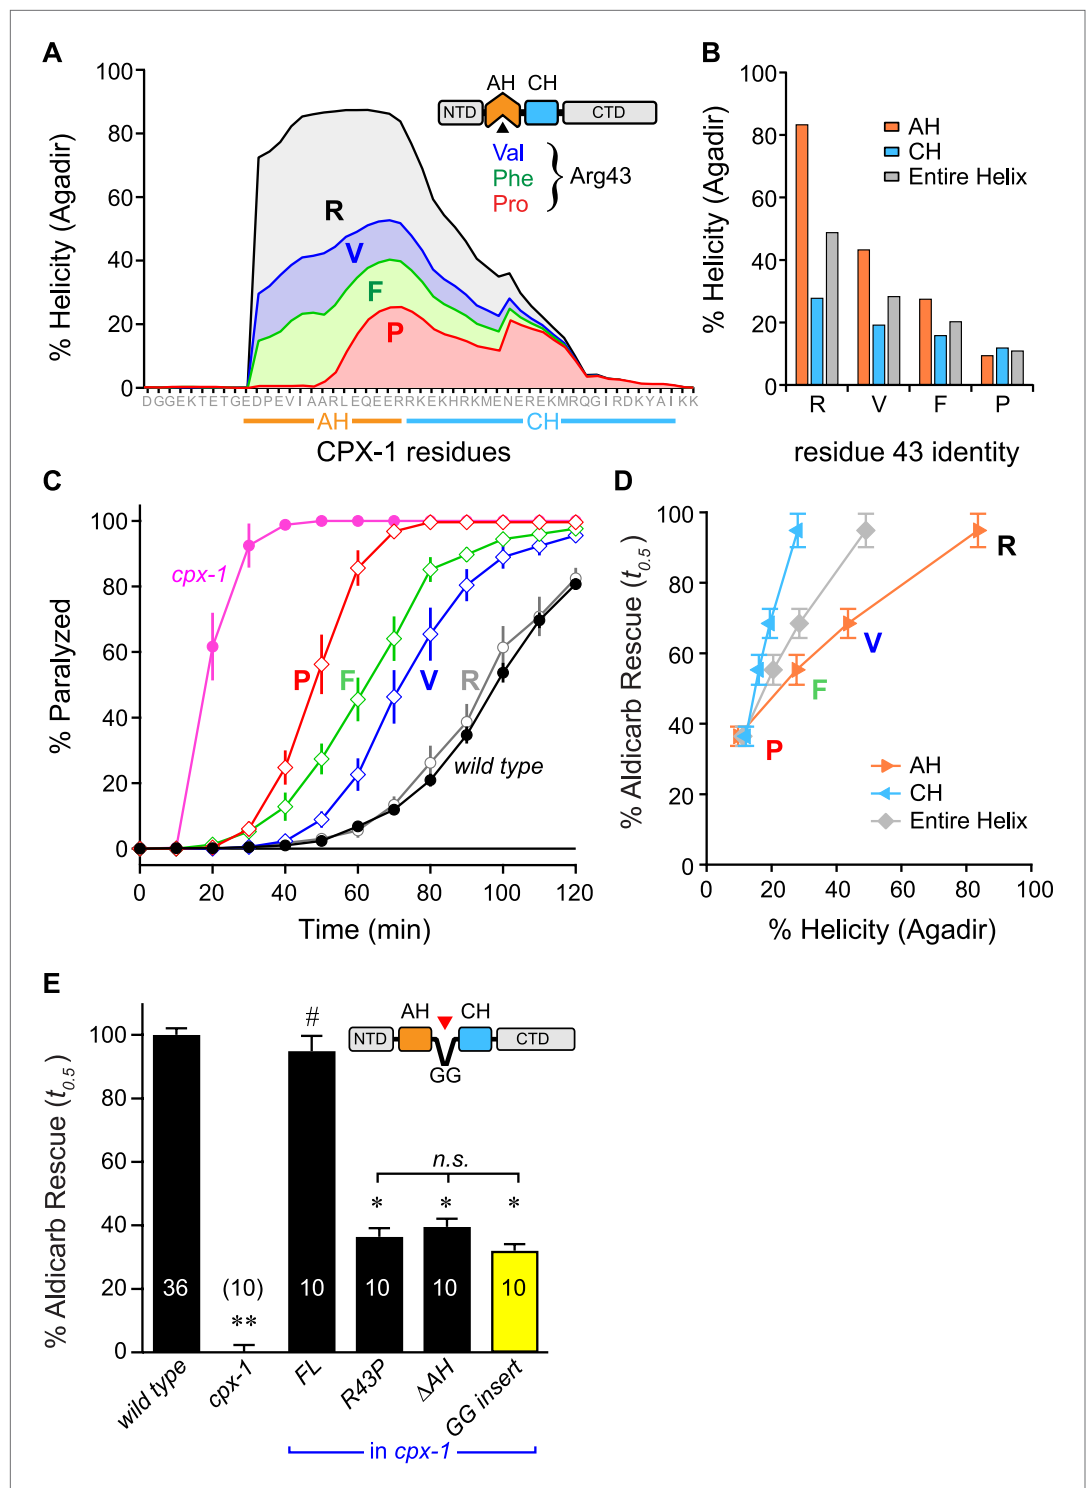 A
% Helicity (Agadir)
100
80
60
40
20
0
R
V
F
P
AH CH
NTD
CTD
Val
Phe
Pro
Arg43
DGGEKTETGEDPEVIAARLEQEERRKEKHRKMENEREKMRQGIRDKYAIKK
AH
CH
CPX-1 residues
B
% Helicity (Agadir)
100
80
60
40
20
0
AH
CH
Entire Helix
R V F P
residue 43 identity
C
% Paralyzed
100
80
60
40
20
0
cpx-1
P
F
V
R
wild type
0 20 40 60 80 100 120
Time (min)
D
% Aldicarb Rescue (t0.5)
100
80
60
40
20
0
R
V
F
P
AH
CH
Entire Helix
0 20 40 60 80 100
% Helicity (Agadir)
E
% Aldicarb Rescue (t0.5)
100
80
60
40
20
0
#
AH CH
NTD
CTD
GG
n.s.
* * *
36 (10) 10 10 10 10
**
wild type
cpx-1
FL
R43P
ΔAH
GG insert
in cpx-1